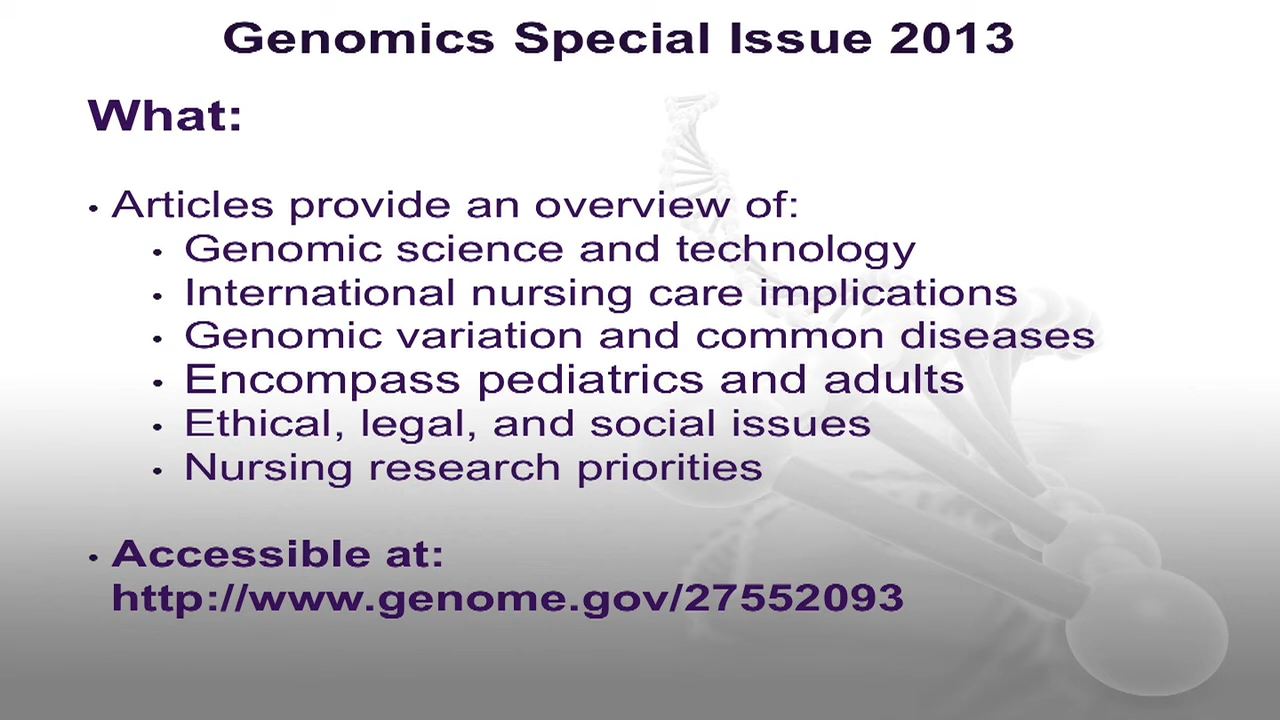 Genomics Special Issue 2013
What:
• Articles provide an overview of:
• Genomic science and technology
• International nursing care implications
• Genomic variation and common diseases
• Encompass pediatrics and adults
• Ethical, legal, and social issues
• Nursing research priorities
• Accessible at:
http://www.genome.gov/27552093